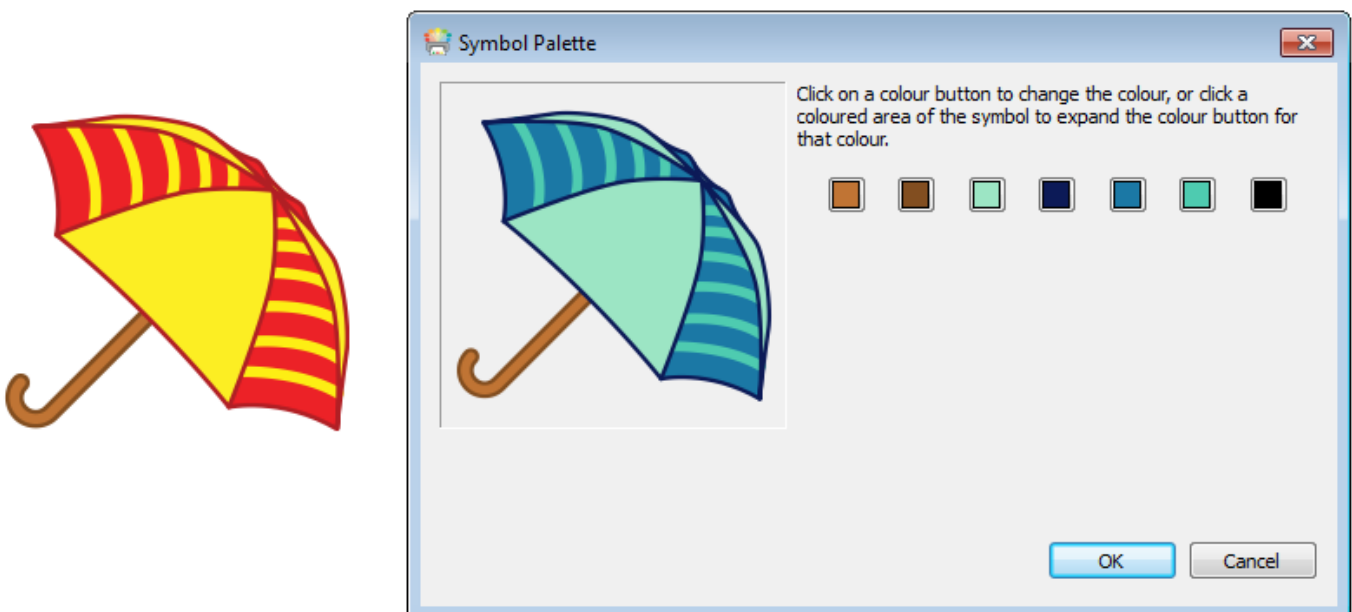 Symbol Palette
Click on a colour button to change the colour, or click a
coloured area of the symbol to expand the colour button for
that colour.
OK
Cancel